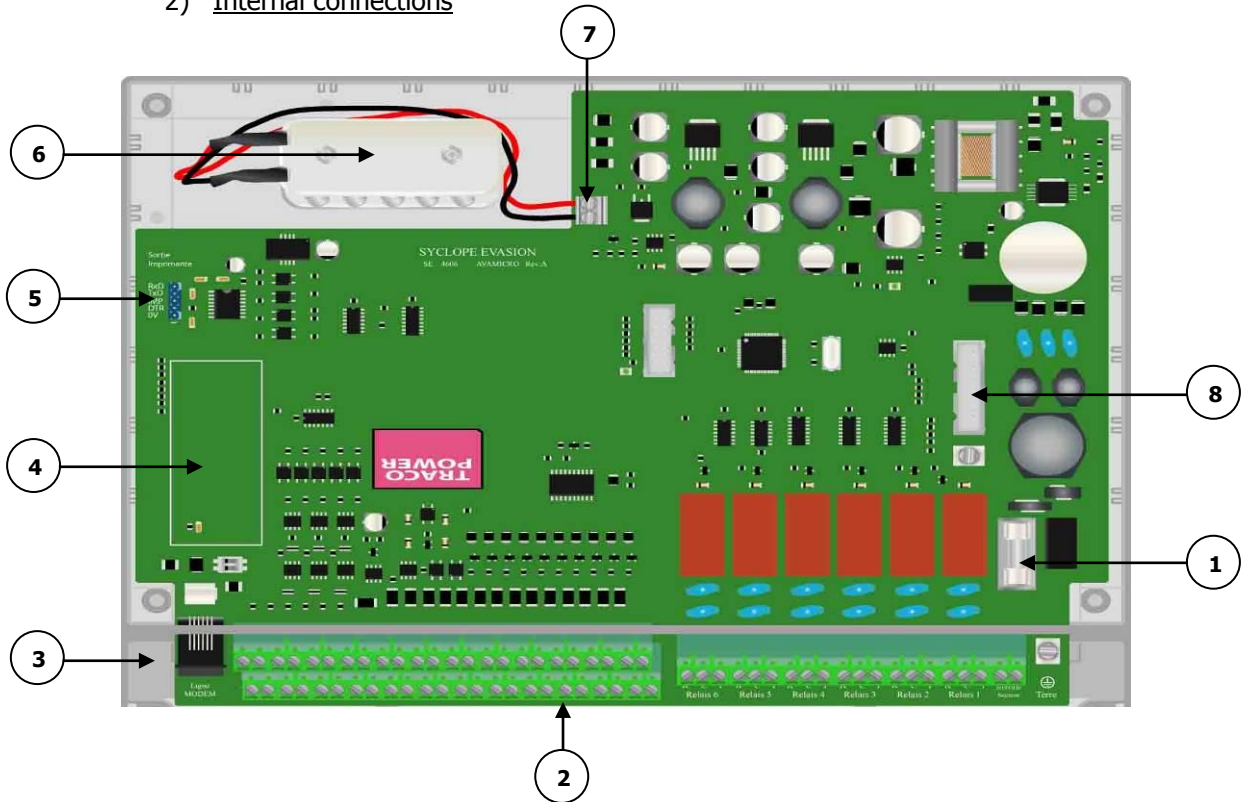 2) Internal connections
7
6
SYCLOPE EVASION
SE 4606 AVAMICRO Rev.A
Sortie
Imprimante
5
RxD
TxD
IMP
DTR
0V
8
4
TRACO
POWER
1
3
Ligne
MODEM
Relais 6 Relais 5 Relais 4 Relais 3 Relais 2 Relais 1
Secteur
Terre
2